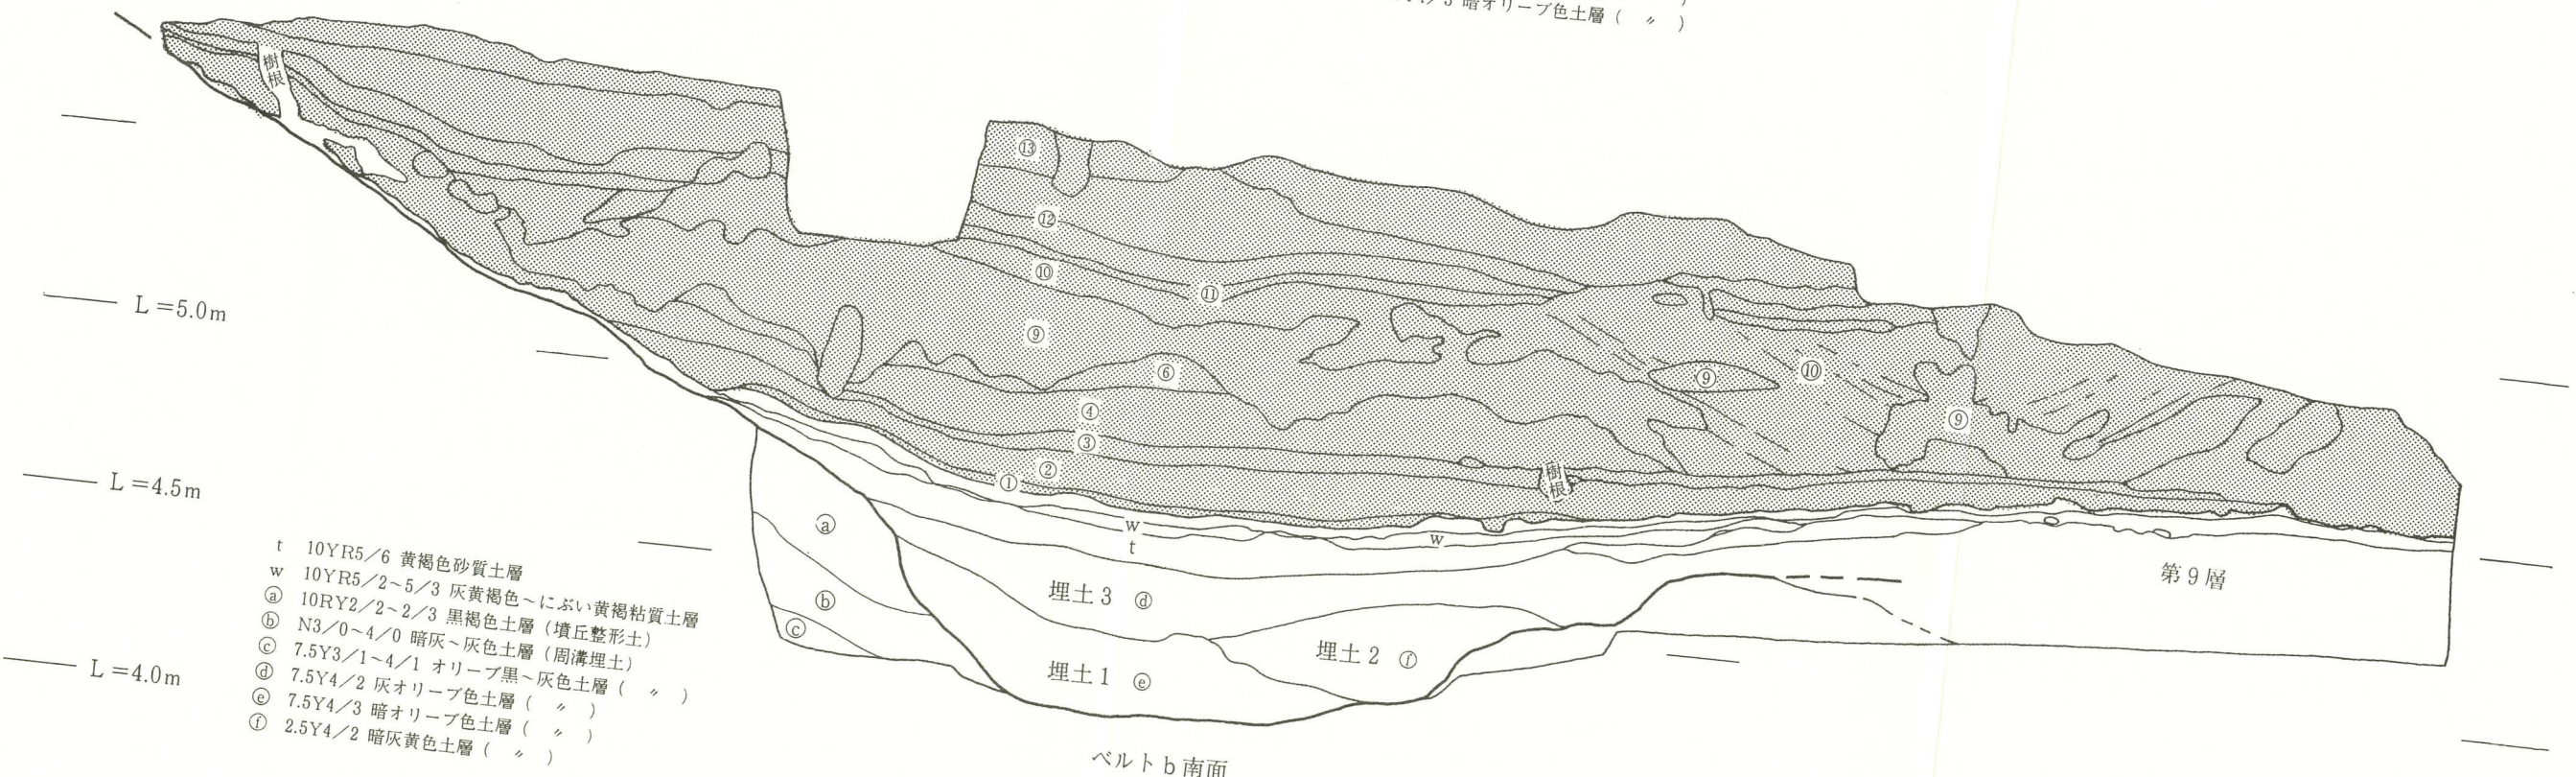 暗オリーブ色土層（ 〃 ）
樹根
⑬
⑫
⑩
⑪
⑨
⑥
⑨
⑩
④
⑨
③
②
①
樹根
L＝5.0m
L＝4.5m
L＝4.0m
w
t
w
ⓐ
ⓑ
ⓒ
埋土3 ⓓ
埋土2 ⓕ
埋土1 ⓔ
第9層
t 10YR5／6 黄褐色砂質土層
w 10YR5／2~5／3 灰黄褐色~にぶい黄褐粘質土層
ⓐ 10RY2／2~2／3 黒褐色土層（墳丘整形土）
ⓑ N3／0~4／0 暗灰~灰色土層（周溝埋土）
ⓒ 7.5Y3／1~4／1 オリーブ黒~灰色土層（ 〃 ）
ⓓ 7.5Y4／2 灰オリーブ色土層（ 〃 ）
ⓔ 7.5Y4／3 暗オリーブ色土層（ 〃 ）
ⓕ 2.5Y4／2 暗灰黄色土層（ 〃 ）
ベルトb南面